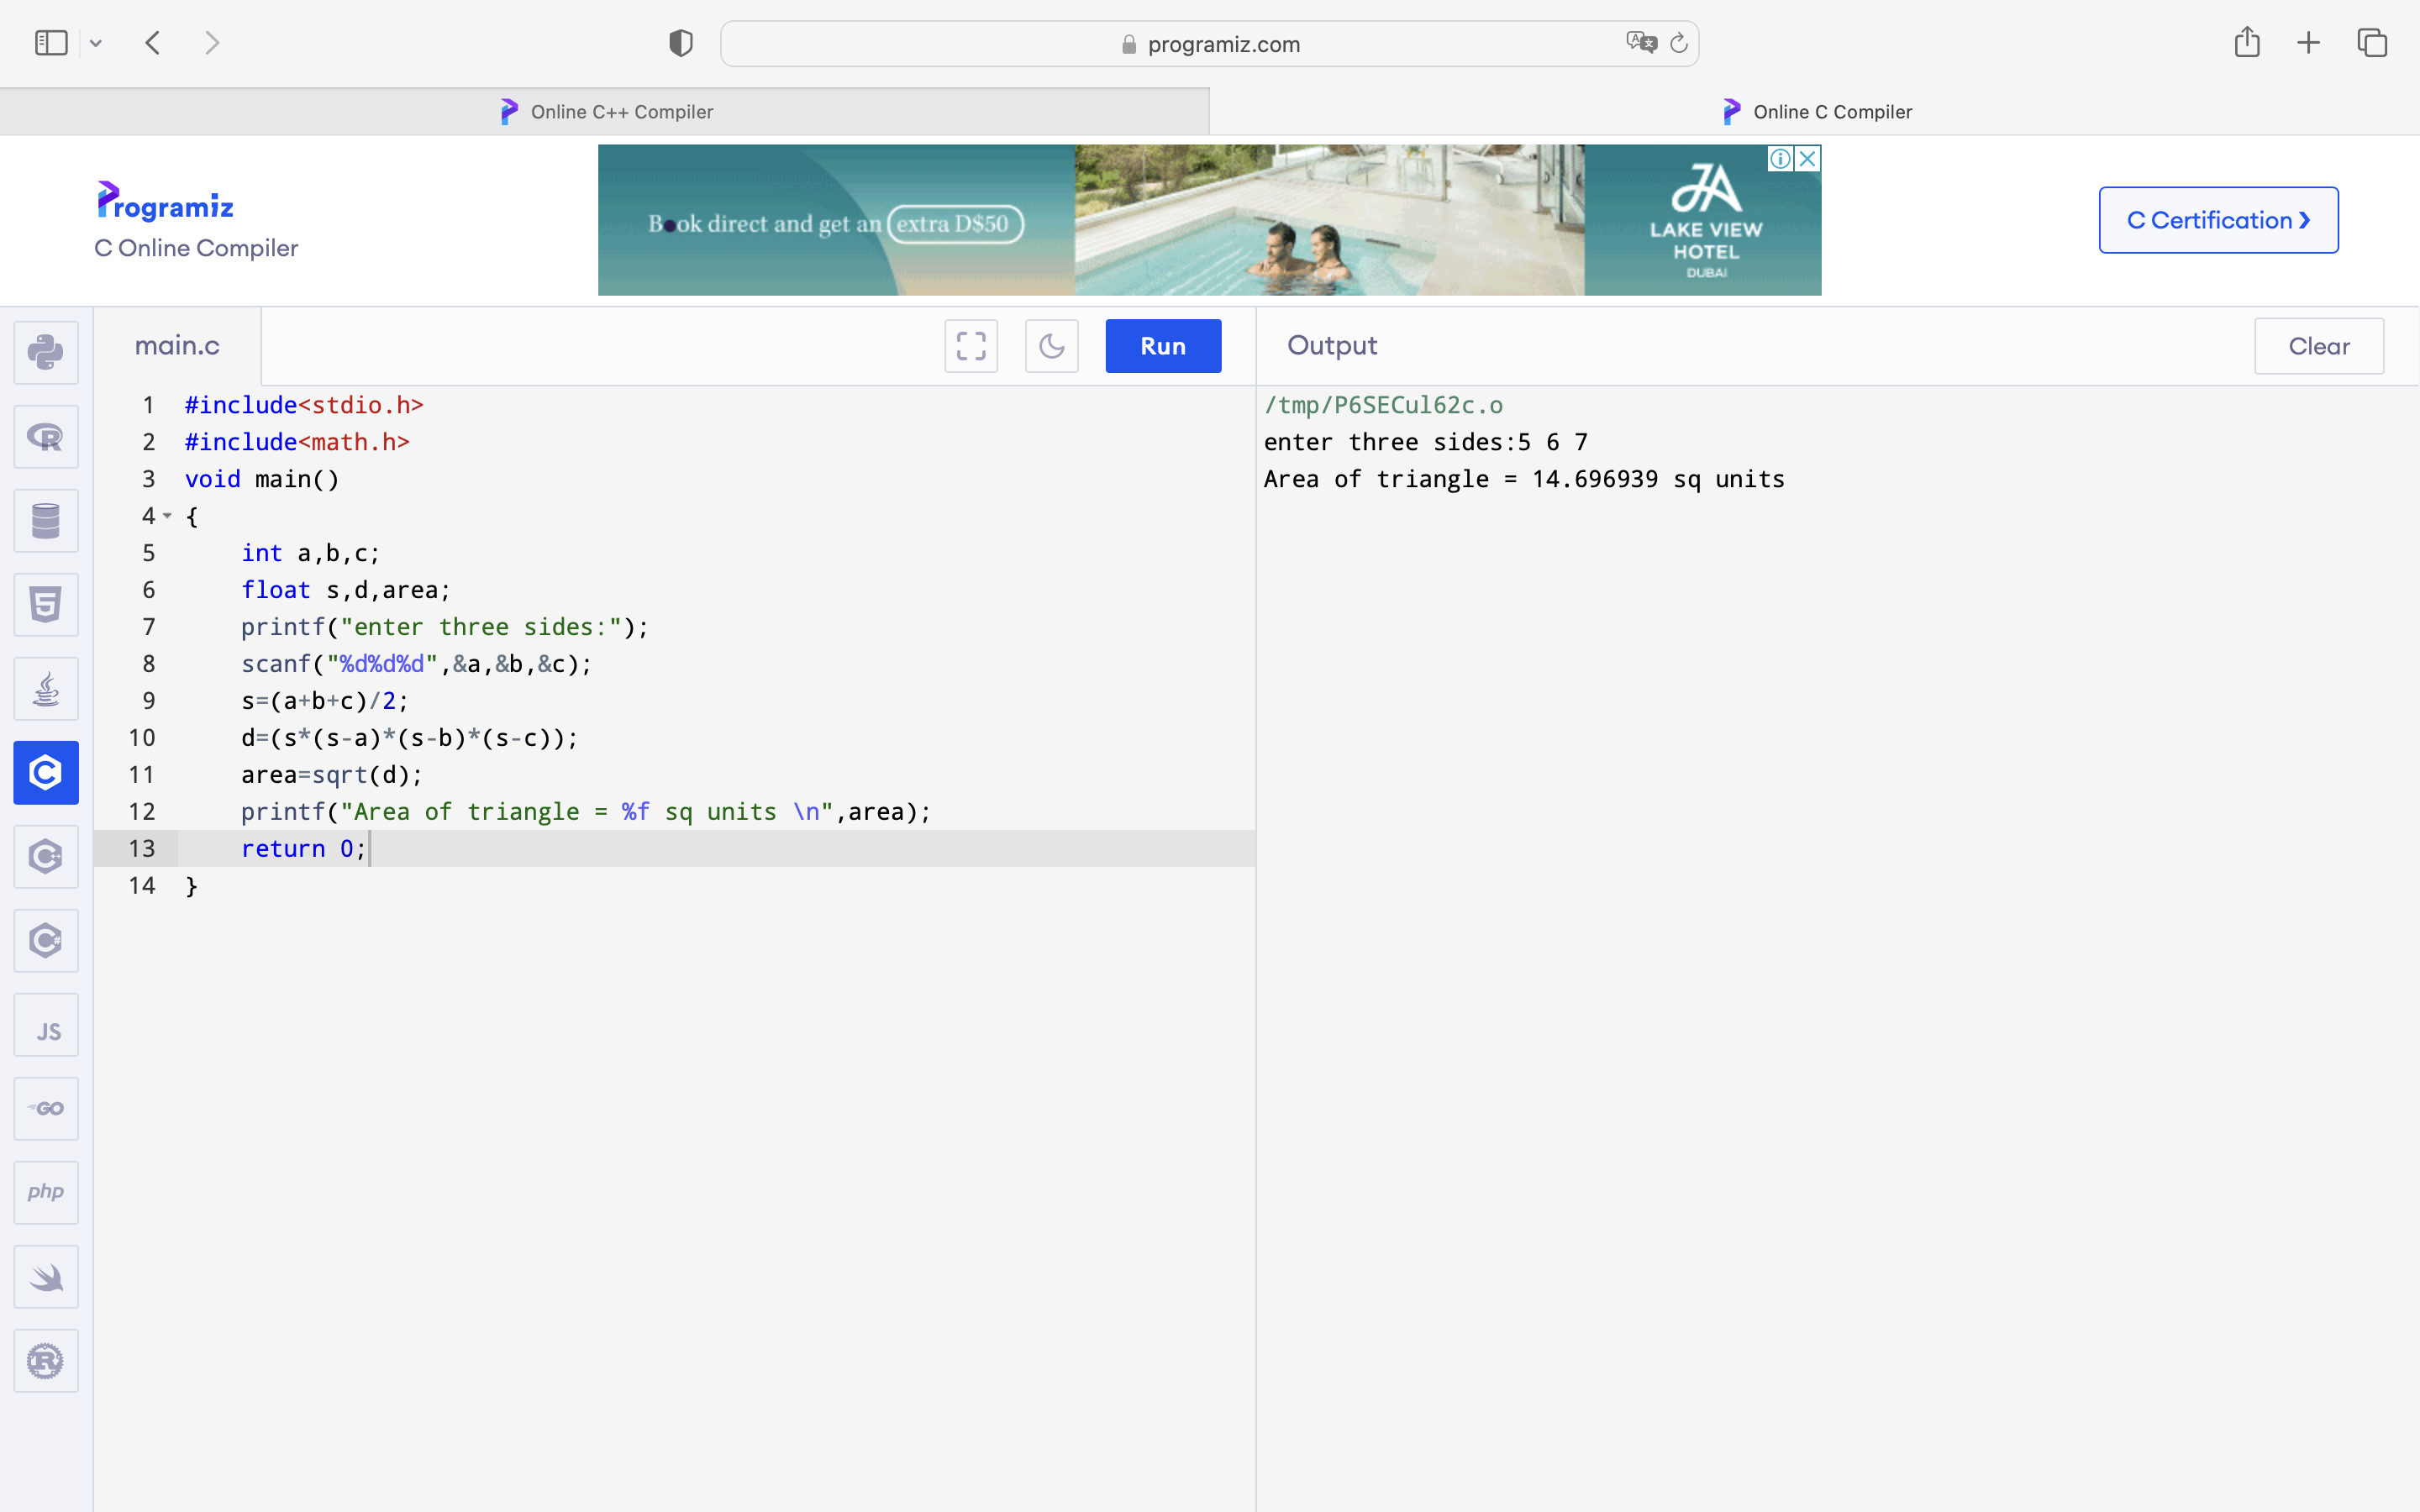 programiz.com
Online C++ Compiler
Online C Compiler
Programiz
C Online Compiler
Book direct and get an extra D$50
JA
LAKE VIEW
HOTEL
DUBAI
C Certification ❯
main.c
Run
Output
Clear
1 #include<stdio.h>
2 #include<math.h>
3 void main()
4 {
5     int a,b,c;
6     float s,d,area;
7     printf("enter three sides:");
8     scanf("%d%d%d",&a,&b,&c);
9     s=(a+b+c)/2;
10     d=(s*(s-a)*(s-b)*(s-c));
11     area=sqrt(d);
12     printf("Area of triangle = %f sq units \n",area);
13     return 0;
14 }
/tmp/P6SECul62c.o
enter three sides:5 6 7
Area of triangle = 14.696939 sq units
R
5
C
C++
C#
JS
GO
php
R